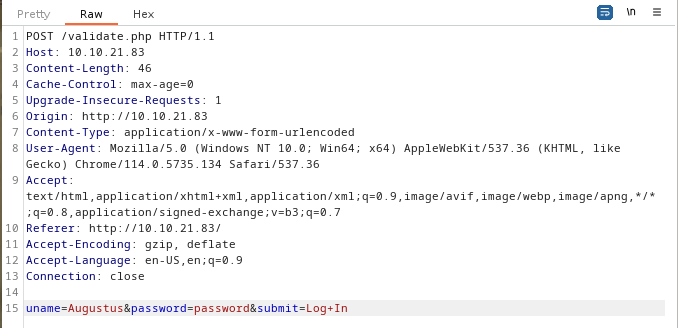 Pretty Raw Hex \n
1 POST /validate.php HTTP/1.1
2 Host: 10.10.21.83
3 Content-Length: 46
4 Cache-Control: max-age=0
5 Upgrade-Insecure-Requests: 1
6 Origin: http://10.10.21.83
7 Content-Type: application/x-www-form-urlencoded
8 User-Agent: Mozilla/5.0 (Windows NT 10.0; Win64; x64) AppleWebKit/537.36 (KHTML, like
Gecko) Chrome/114.0.5735.134 Safari/537.36
9 Accept:
text/html,application/xhtml+xml,application/xml;q=0.9,image/avif,image/webp,image/apng,*/*
;q=0.8,application/signed-exchange;v=b3;q=0.7
10 Referer: http://10.10.21.83/
11 Accept-Encoding: gzip, deflate
12 Accept-Language: en-US,en;q=0.9
13 Connection: close
14
15 uname=Augustus&password=password&submit=Log+In